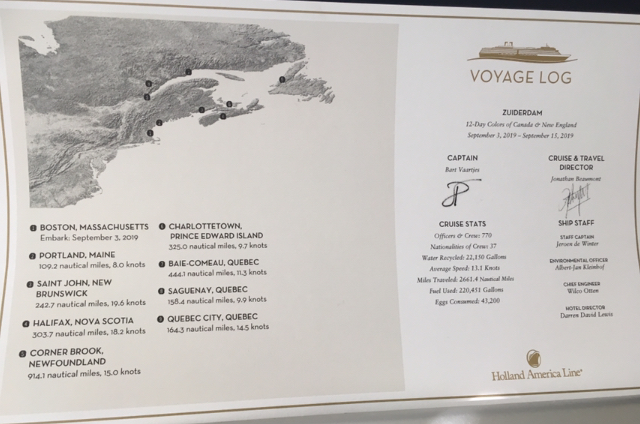 VOYAGE LOG
ZUIDERDAM
12-Day Colors of Canada & New England
September 3, 2019 - September 15, 2019
CAPTAIN
Bart Vaartjes
CRUISE & TRAVEL
DIRECTOR
Jonathan Beaumont
CRUISE STATS
Officers & Crew: 770
Nationalities of Crew: 37
Water Recycled: 22,150 Gallons
Average Speed: 13.1 Knots
Miles Traveled: 2661.4 Nautical Miles
Fuel Used: 220,451 Gallons
Eggs Consumed: 43,200
SHIP STAFF
STAFF CAPTAIN
Jeroen de Winter
ENVIRONMENTAL OFFICER
Albert-Jan
CHIEF ENGINEER
Wilco Otten
HOTEL DIRECTOR
Darren David Lewis
Holland America Line
1 BOSTON, MASSACHUSETTS
Embark: September 3, 2019
2 PORTLAND, MAINE
109.2 nautical miles, 8.0 knots
3 SAINT JOHN, NEW
BRUNSWICK
242.7 nautical miles, 19.6 knots
4 HALIFAX, NOVA SCOTIA
303.7 nautical miles, 18.2 knots
5 CORNER BROOK,
NEWFOUNDLAND
914.1 nautical miles, 15.0 knots
6 CHARLOTTETOWN,
PRINCE EDWARD ISLAND
325.0 nautical miles, 9.7 knots
7 BAIE-COMEAU, QUEBEC
444.1 nautical miles, 11.3 knots
8 SAGUENAY, QUEBEC
158.4 nautical miles, 9.9 knots
9 QUEBEC CITY, QUEBEC
164.3 nautical miles, 14.5 knots